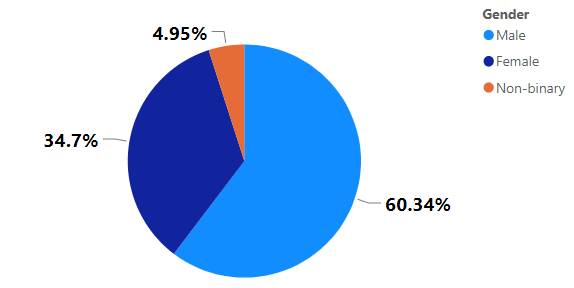 Gender
Male
Female
Non-binary
4.95%
34.7%
60.34%